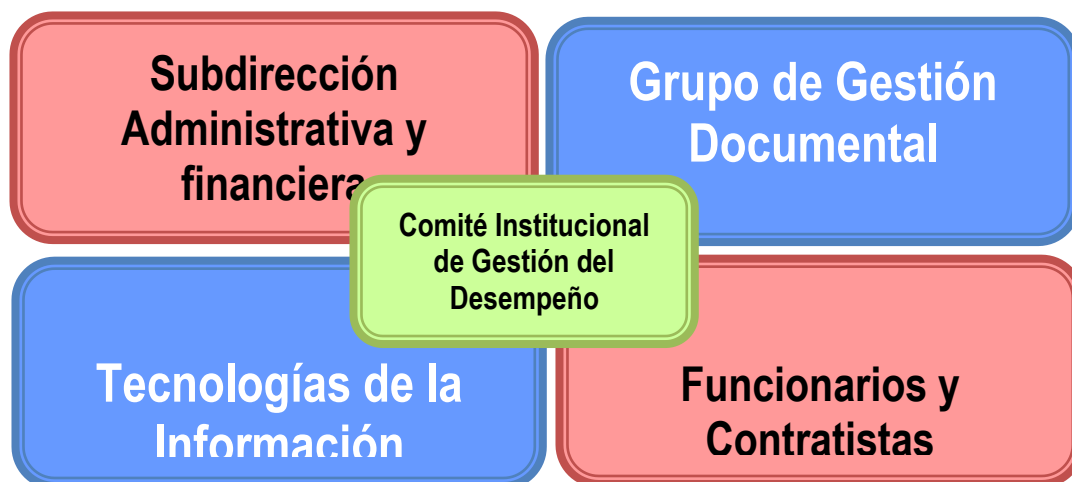 Subdirección
Administrativa y
financiera
Grupo de Gestión
Documental
Comité Institucional
de Gestión del
Desempeño
Tecnologías de la
Información
Funcionarios y
Contratistas